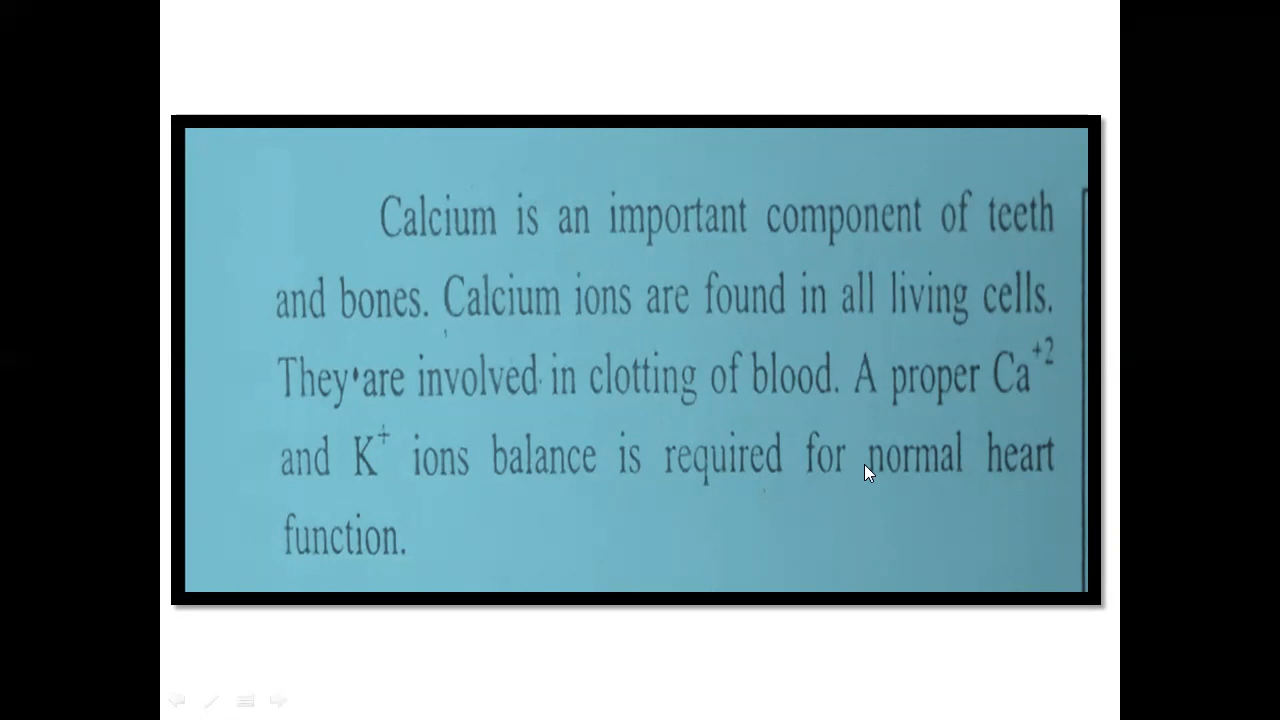 Calcium is an important component of teeth
and bones. Calcium ions are found in all living cells.
They are involved in clotting of blood. A proper Ca⁺²
and K⁺ ions balance is required for normal heart
function.